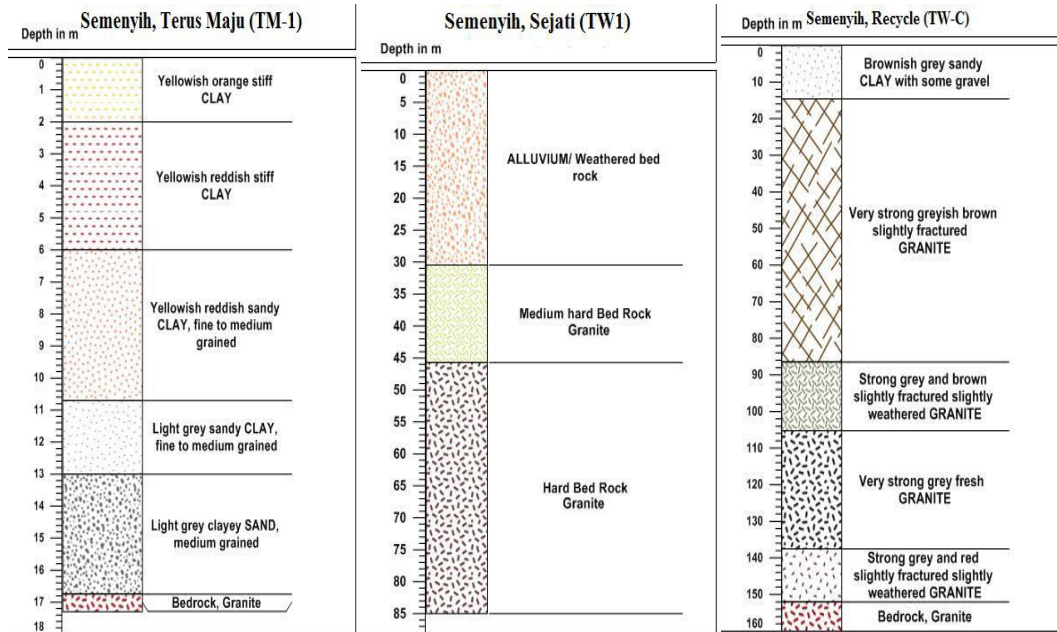 Semenyih, Terus Maju (TM-1)
Depth in m
0
1
2
3
4
5
6
7
8
9
10
11
12
13
14
15
16
17
18
Yellowish orange stiff
CLAY
Yellowish reddish stiff
CLAY
Yellowish reddish sandy
CLAY, fine to medium
grained
Light grey sandy CLAY,
fine to medium grained
Light grey clayey SAND,
medium grained
Bedrock, Granite
Semenyih, Sejati (TW1)
Depth in m
0
5
10
15
20
25
30
35
40
45
50
55
60
65
70
75
80
85
ALLUVIUM/ Weathered bed
rock
Medium hard Bed Rock
Granite
Hard Bed Rock
Granite
Semenyih, Recycle (TW-C)
Depth in m
0
10
20
30
40
50
60
70
80
90
100
110
120
130
140
150
160
Brownish grey sandy
CLAY with some gravel
Very strong greyish brown
slightly fractured
GRANITE
Strong grey and brown
slightly fractured slightly
weathered GRANITE
Very strong grey fresh
GRANITE
Strong grey and red
slightly fractured slightly
weathered GRANITE
Bedrock, Granite